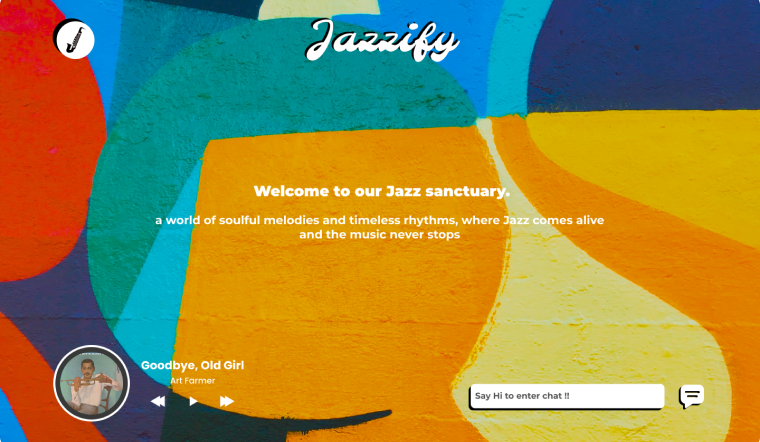 Jazzify
Welcome to our Jazz sanctuary.
a world of soulful melodies and timeless rhythms, where Jazz comes alive
and the music never stops
Goodbye, Old Girl
Art Farmer
Say Hi to enter chat !!